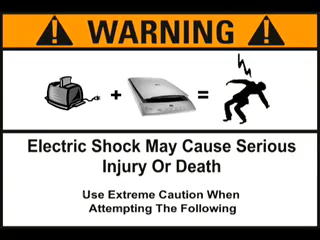 WARNING
+ =
Electric Shock May Cause Serious
Injury Or Death
Use Extreme Caution When
Attempting The Following